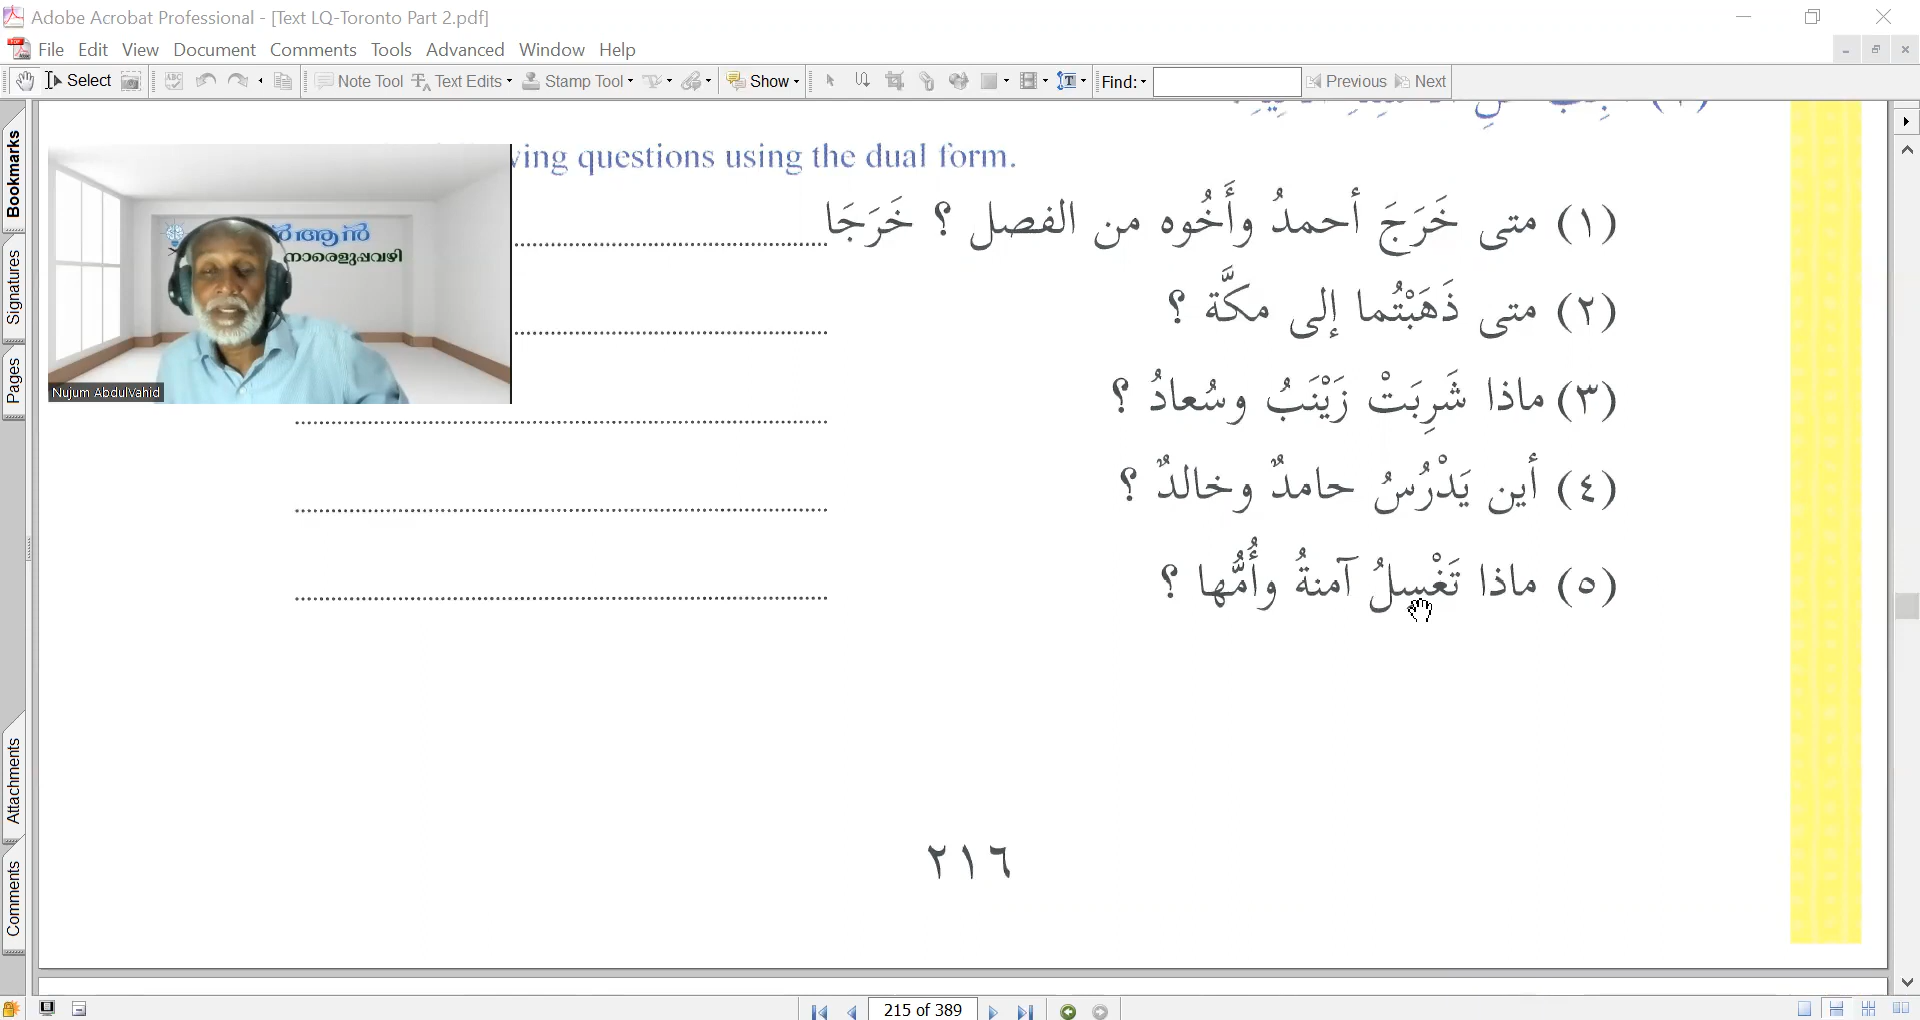 Adobe Acrobat Professional - [Text LQ-Toronto Part 2.pdf]
File Edit View Document Comments Tools Advanced Window Help
Select Note Tool Text Edits Stamp Tool Show Find: Previous Next
questions using the dual form.
(١) متى خَرَجَ أحمدُ وأَخُوه من الفصل ؟ خَرَجَا
(٢) متى ذَهَبْتُما إلى مكَّة ؟
(٣) ماذا شَرِبَتْ زَيْنَبُ وسُعادُ ؟
(٤) أين يَدْرُسُ حامدٌ وخالدٌ ؟
(٥) ماذا تَغْسِلُ آمنةُ وأُمُّها ؟
٢١٦
നാരെളുപ്പവഴി
Nujum AbdulVahid
Bookmarks
Signatures
Pages
Attachments
Comments
215 of 389